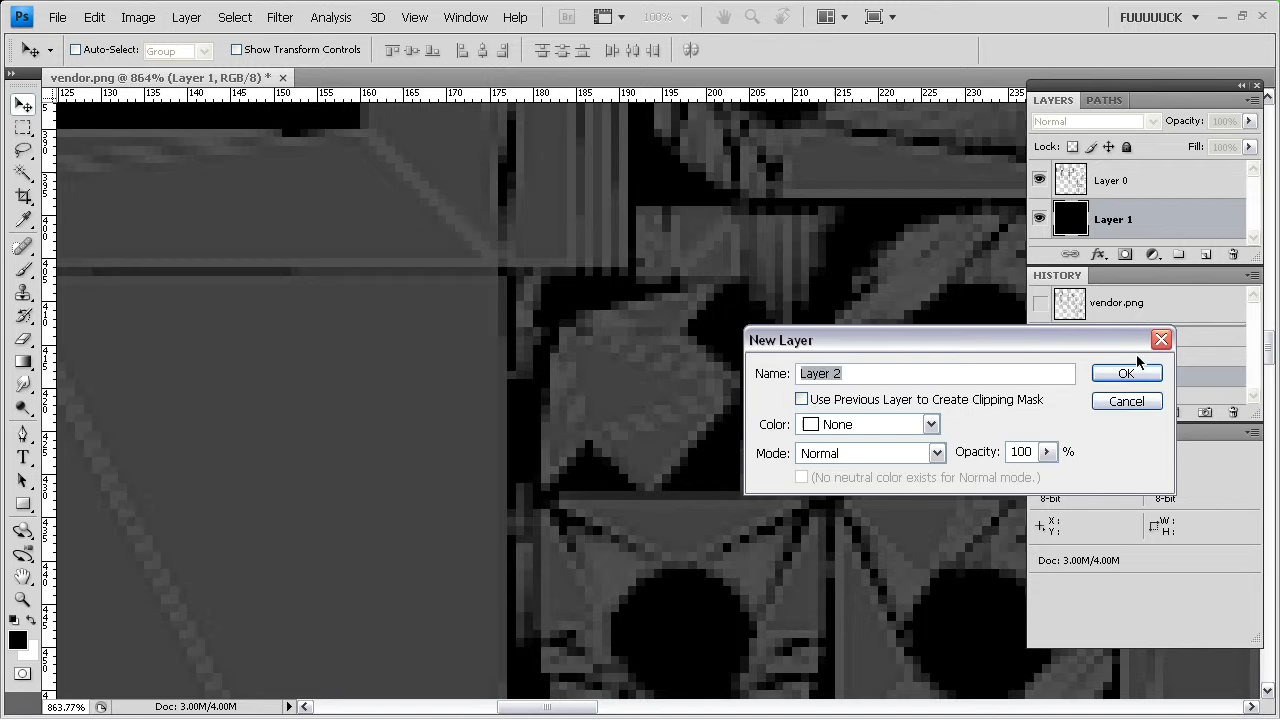 Ps File Edit Image Layer Select Filter Analysis 3D View Window Help Br 100% FUUUUUCK
Auto-Select: Group Show Transform Controls
vendor.png @ 864% (Layer 1, RGB/8) *
125 130 135 140 145 150 155 160 165 170 175 180 185 190 195 200 205 210 215 220 225 230 235
LAYERS PATHS
Normal Opacity: 100%
Lock: Fill: 100%
Layer 0
Layer 1
fx
HISTORY
vendor.png
New Layer
Name: Layer 2 OK
Use Previous Layer to Create Clipping Mask
Cancel
Color: None
Mode: Normal Opacity: 100 %
(No neutral color exists for Normal mode.)
8-bit 8-bit
X: W:
Y: H:
Doc: 3.00M/4.00M
T
863.77% Doc: 3.00M/4.00M